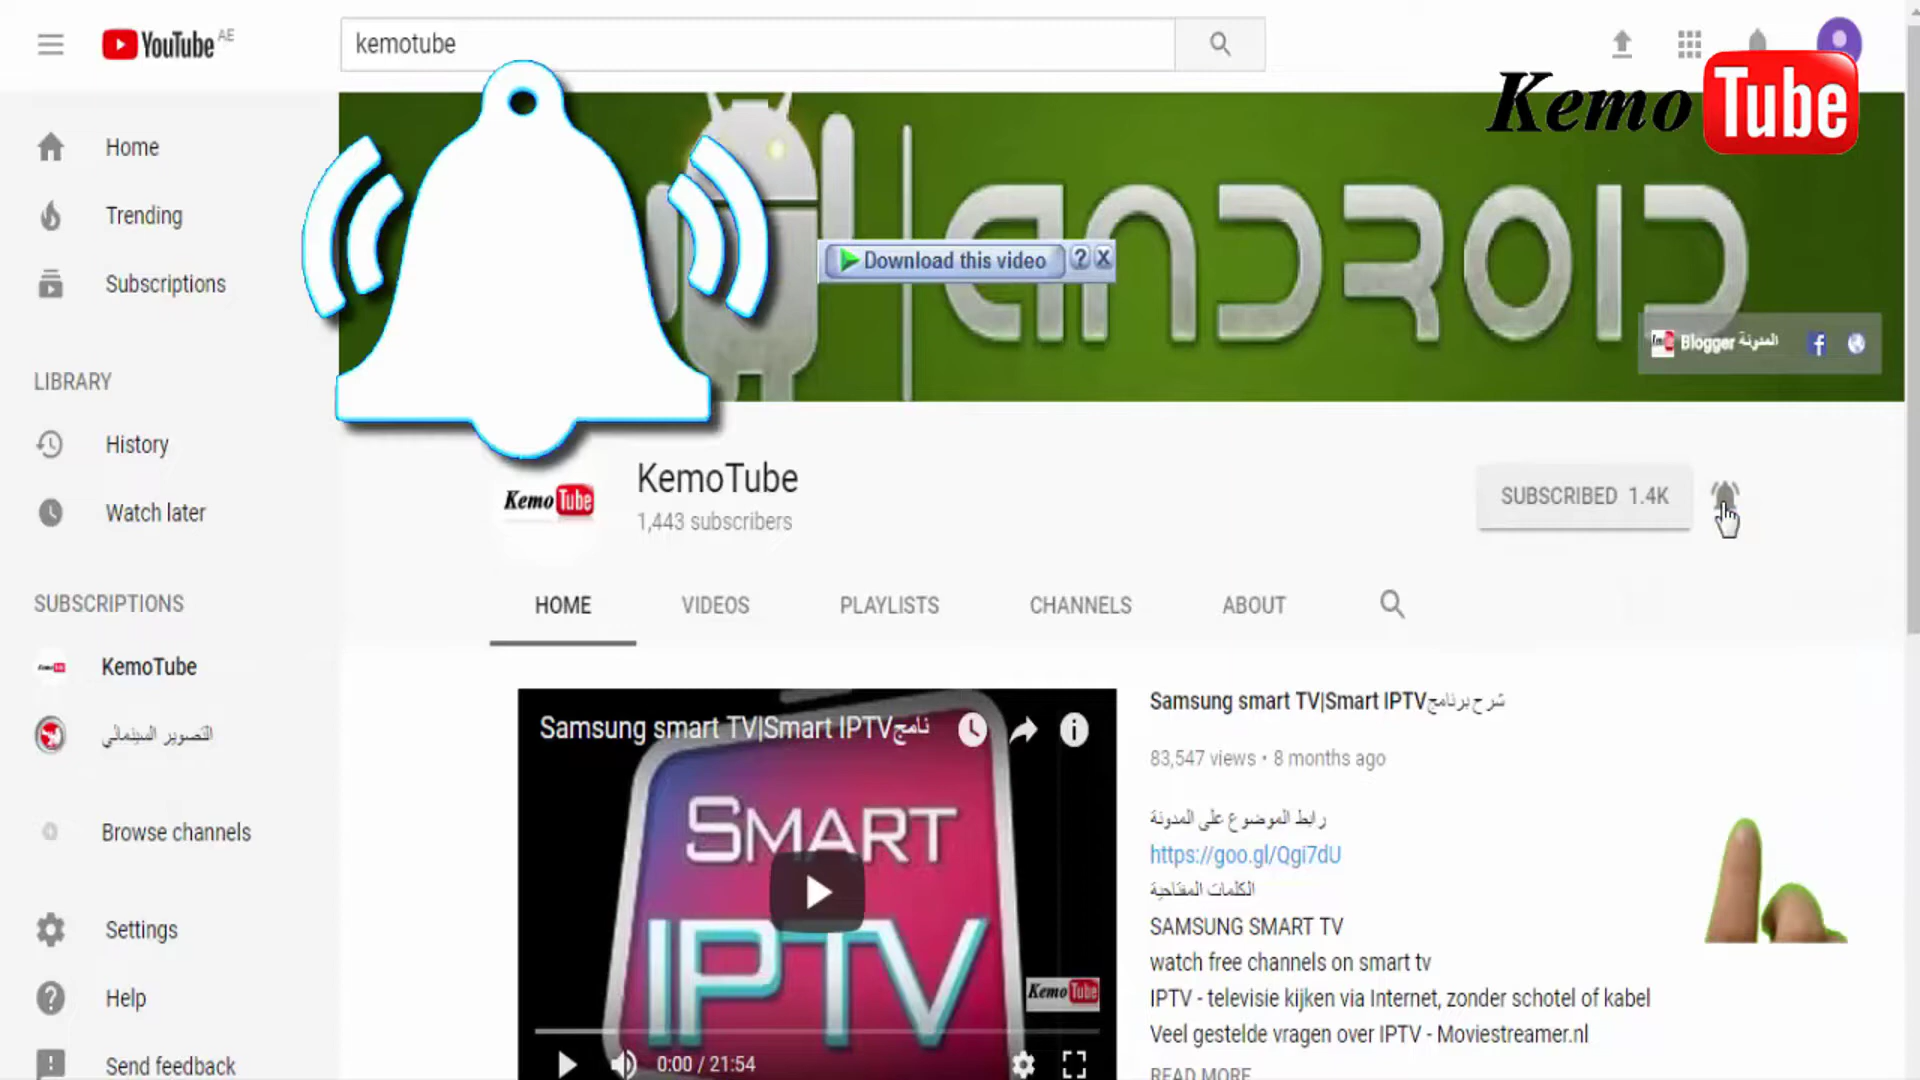 YouTube AE
kemotube
Kemo Tube
Home
Trending
Subscriptions
LIBRARY
History
Watch later
SUBSCRIPTIONS
KemoTube
التصوير السينمائي
Browse channels
Settings
Help
Send feedback
ANDROID
Download this video ? X
Blogger المدونة
Kemo Tube
KemoTube
1,443 subscribers
SUBSCRIBED 1.4K
HOME VIDEOS PLAYLISTS CHANNELS ABOUT
Samsung smart TV|Smart IPTVنامج
SMART
IPTV
Kemo Tube
0:00 / 21:54
Samsung smart TV|Smart IPTVشرح برنامج
83,547 views • 8 months ago
رابط الموضوع على المدونة
https://goo.gl/Qgi7dU
الكلمات المفتاحية
SAMSUNG SMART TV
watch free channels on smart tv
IPTV - televisie kijken via Internet, zonder schotel of kabel
Veel gestelde vragen over IPTV - Moviestreamer.nl
READ MORE